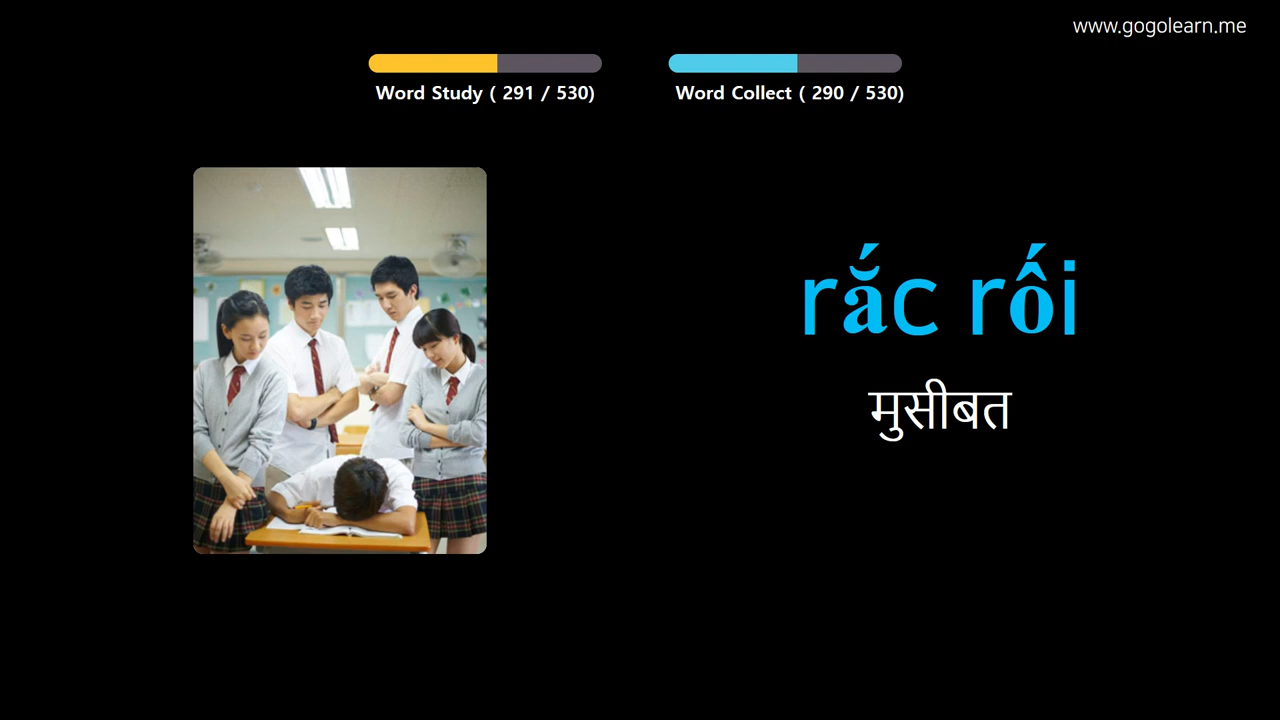 www.gogolearn.me
Word Study ( 291 / 530)
Word Collect ( 290 / 530)
rắc rối
मुसीबत